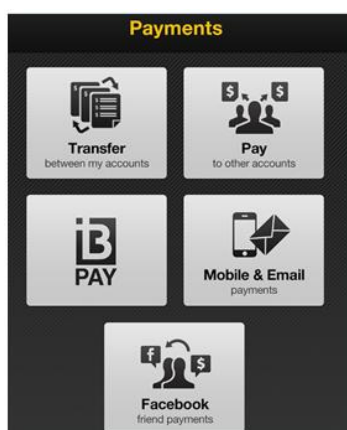 Payments
Transfer
between my accounts
Pay
to other accounts
B
PAY
Mobile & Email
payments
Facebook
friend payments